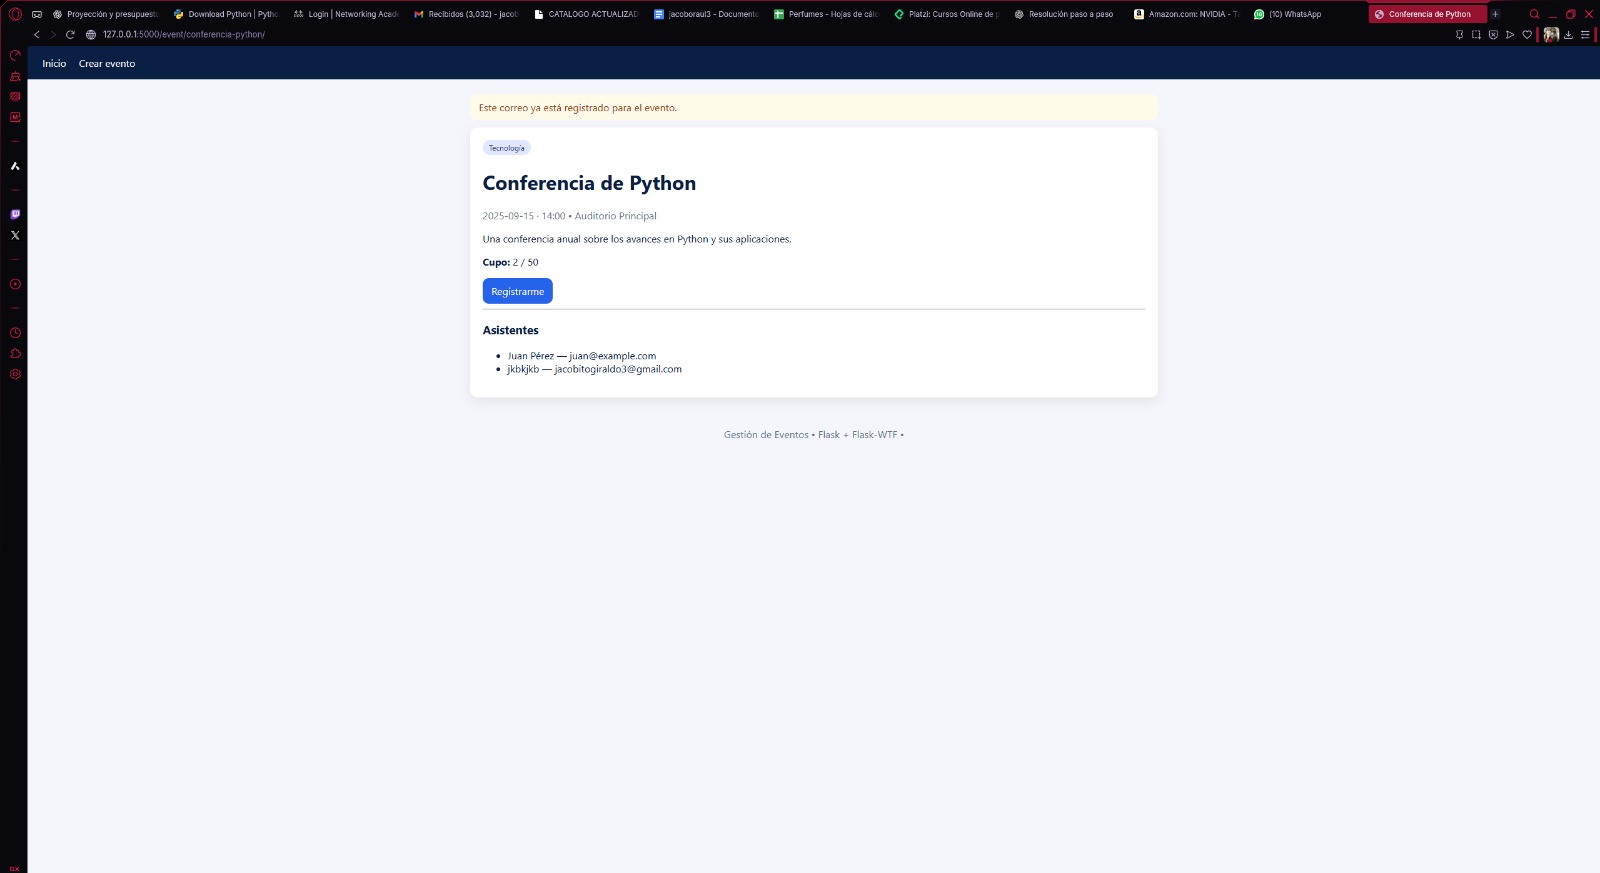 Proyección y presupuesto
Download Python | Pytho
Login | Networking Acade
Recibidos (3,032) - jacob
CATALOGO ACTUALIZAD
jacoboraul3 - Documento
Perfumes - Hojas de cálc
Platzi: Cursos Online de p
Resolución paso a paso
Amazon.com: NVIDIA - T
(10) WhatsApp
Conferencia de Python
127.0.0.1:5000/event/conferencia-python/
Inicio Crear evento
Este correo ya está registrado para el evento.
Tecnología
Conferencia de Python
2025-09-15 · 14:00 • Auditorio Principal
Una conferencia anual sobre los avances en Python y sus aplicaciones.
Cupo: 2 / 50
Registrarme
Asistentes
• Juan Pérez — juan@example.com
• jkbkjkb — jacobitogiraldo3@gmail.com
Gestión de Eventos • Flask + Flask-WTF •